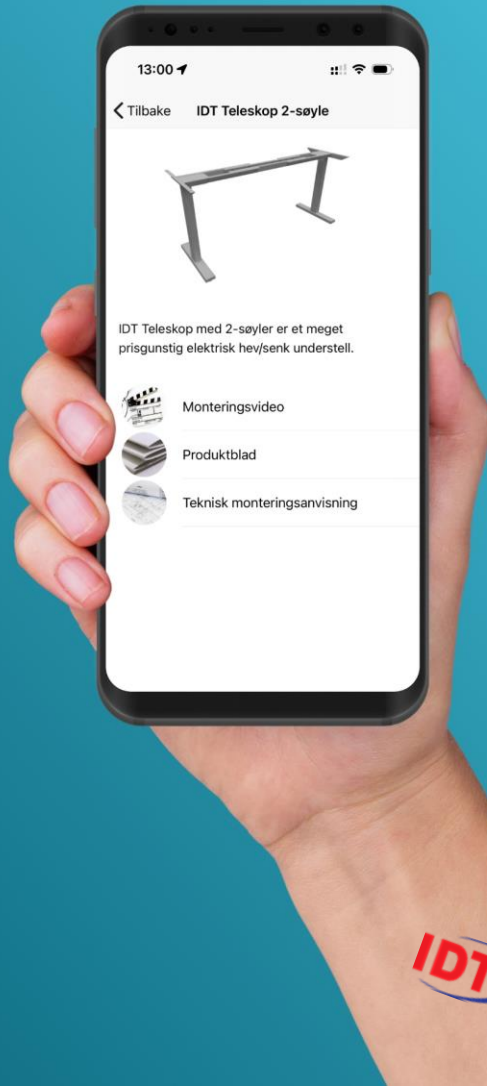 13:00
Tilbake IDT Teleskop 2-søyle
IDT Teleskop med 2-søyler er et meget
prisgunstig elektrisk hev/senk understell.
Monteringsvideo
Produktblad
Teknisk monteringsanvisning
IDT